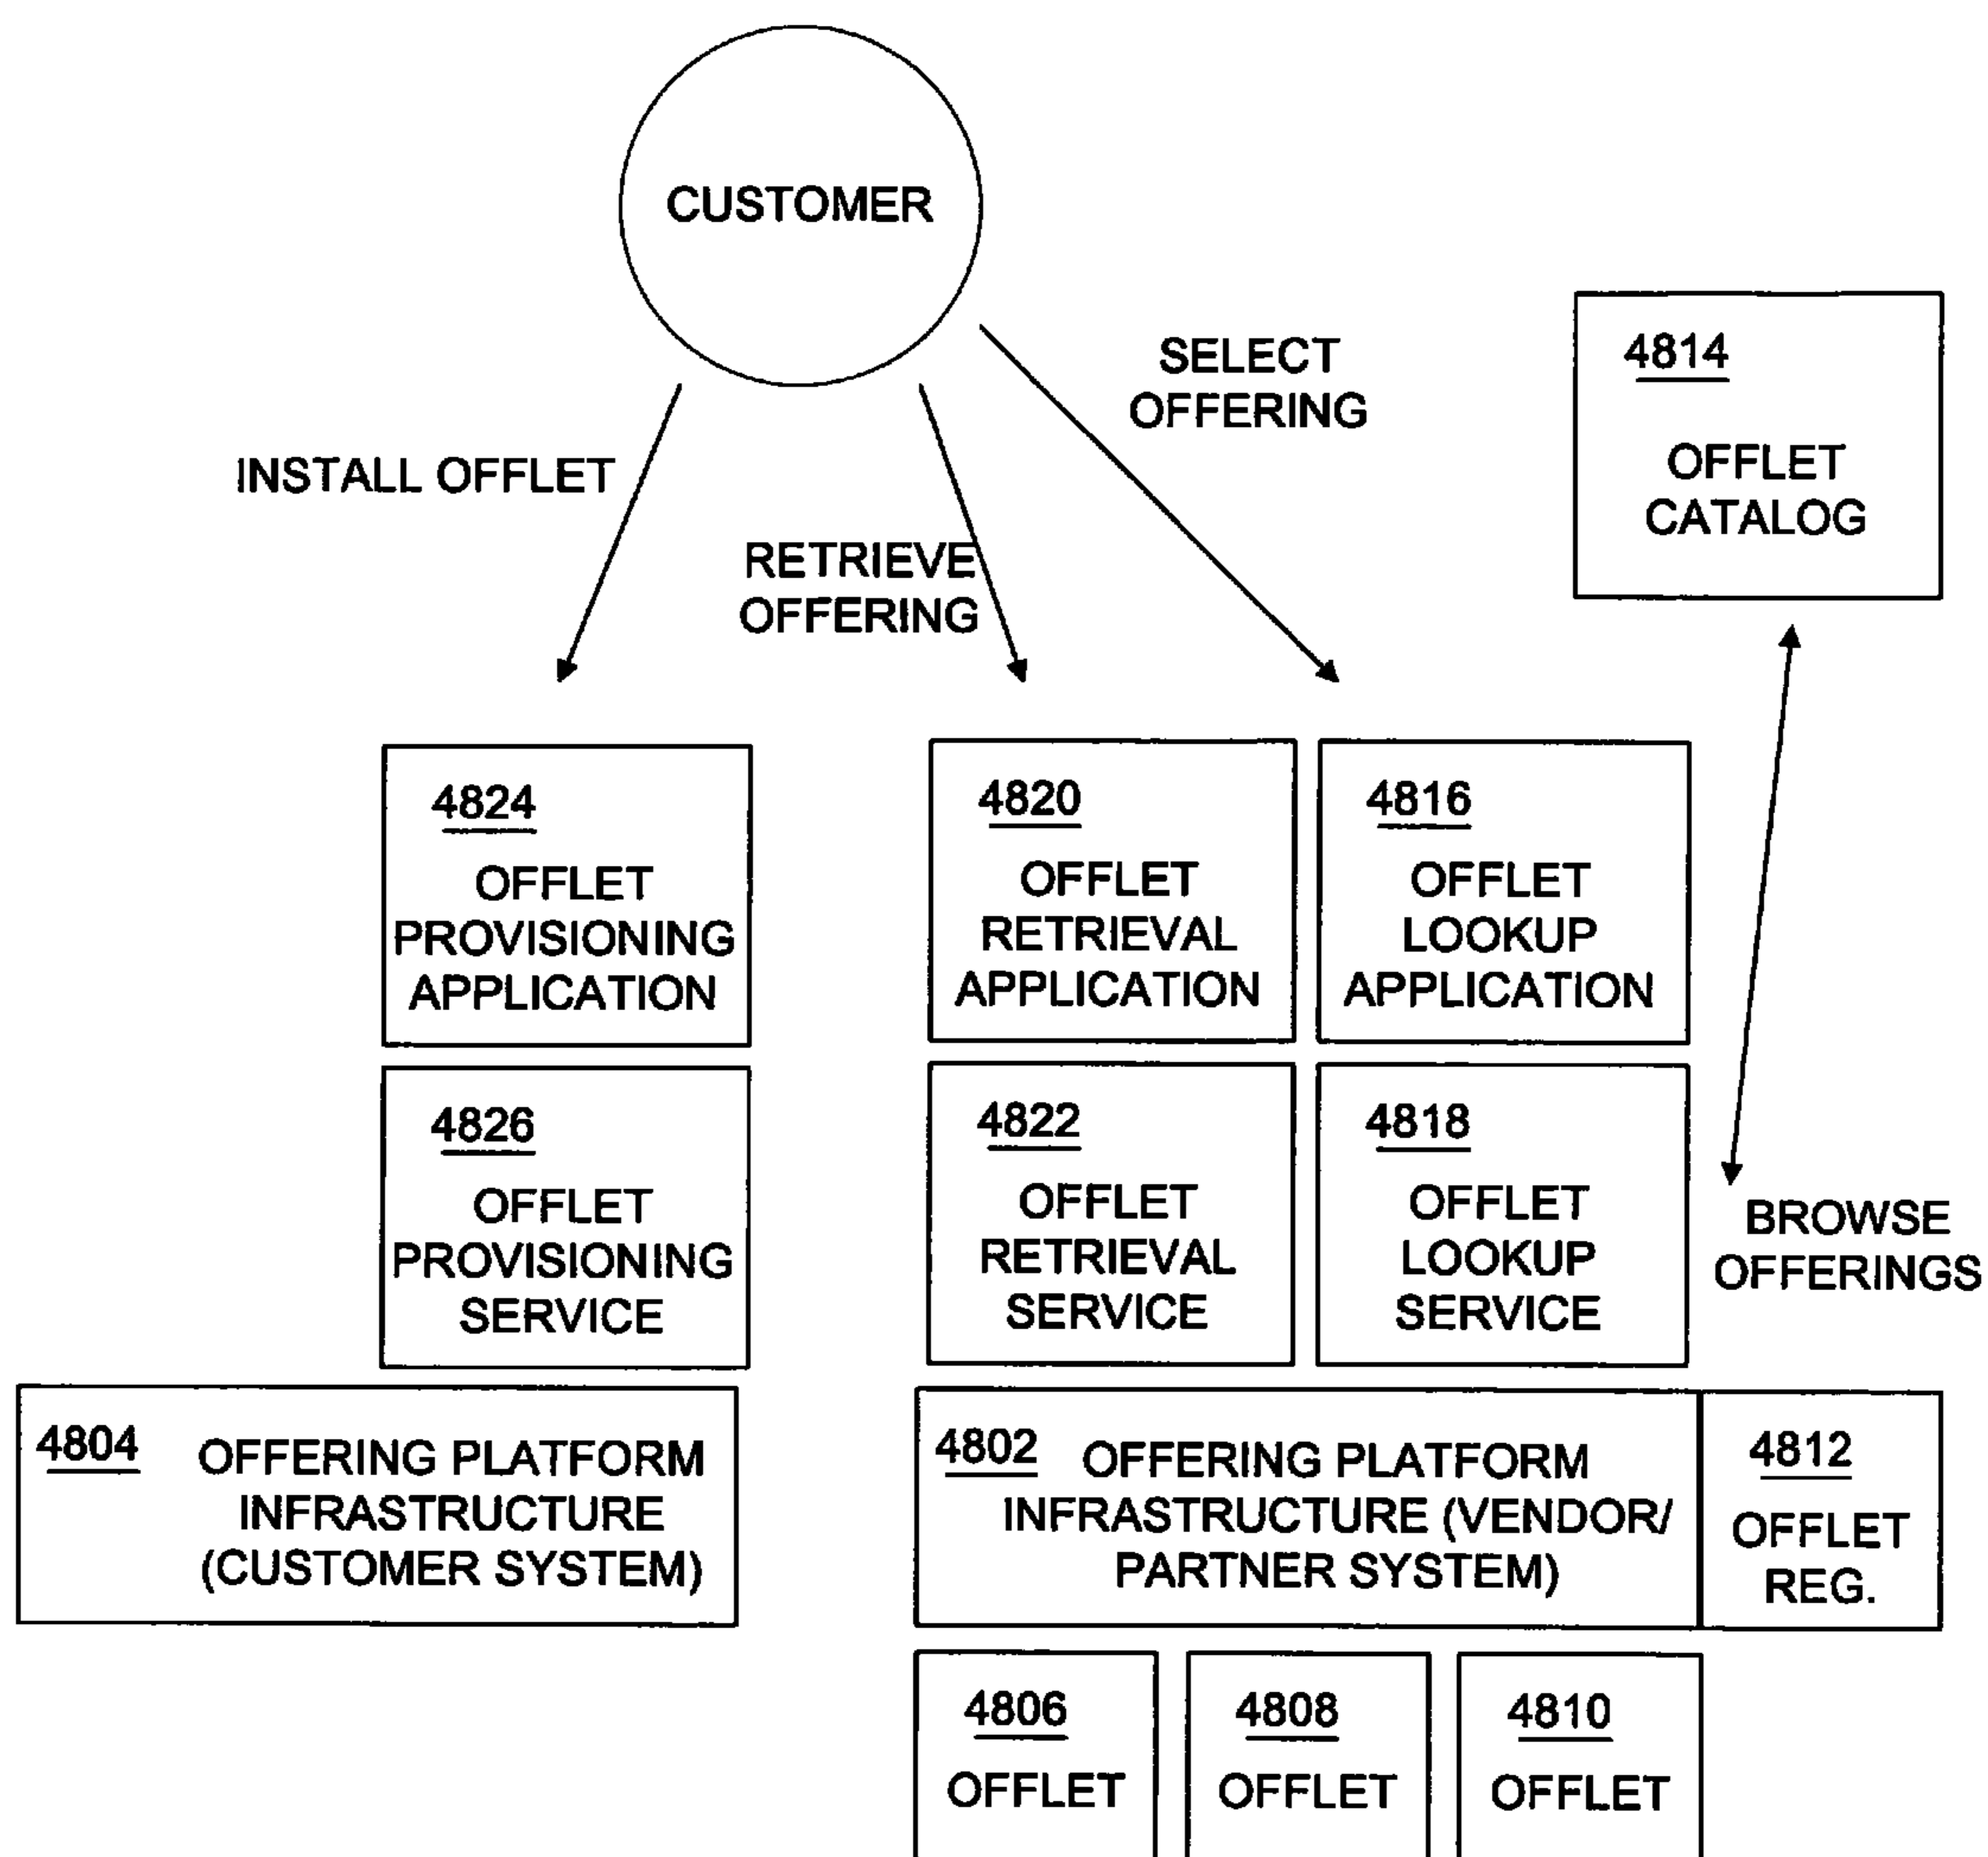 CUSTOMER
SELECT
OFFERING
4814
OFFLET
CATALOG
INSTALL OFFLET
RETRIEVE
OFFERING
4824
OFFLET
PROVISIONING
APPLICATION
4820
OFFLET
RETRIEVAL
APPLICATION
4816
OFFLET
LOOKUP
APPLICATION
4826
OFFLET
PROVISIONING
SERVICE
4822
OFFLET
RETRIEVAL
SERVICE
4818
OFFLET
LOOKUP
SERVICE
BROWSE
OFFERINGS
4804
OFFERING PLATFORM
INFRASTRUCTURE
(CUSTOMER SYSTEM)
4802
OFFERING PLATFORM
INFRASTRUCTURE (VENDOR/
PARTNER SYSTEM)
4812
OFFLET
REG.
4806
OFFLET
4808
OFFLET
4810
OFFLET